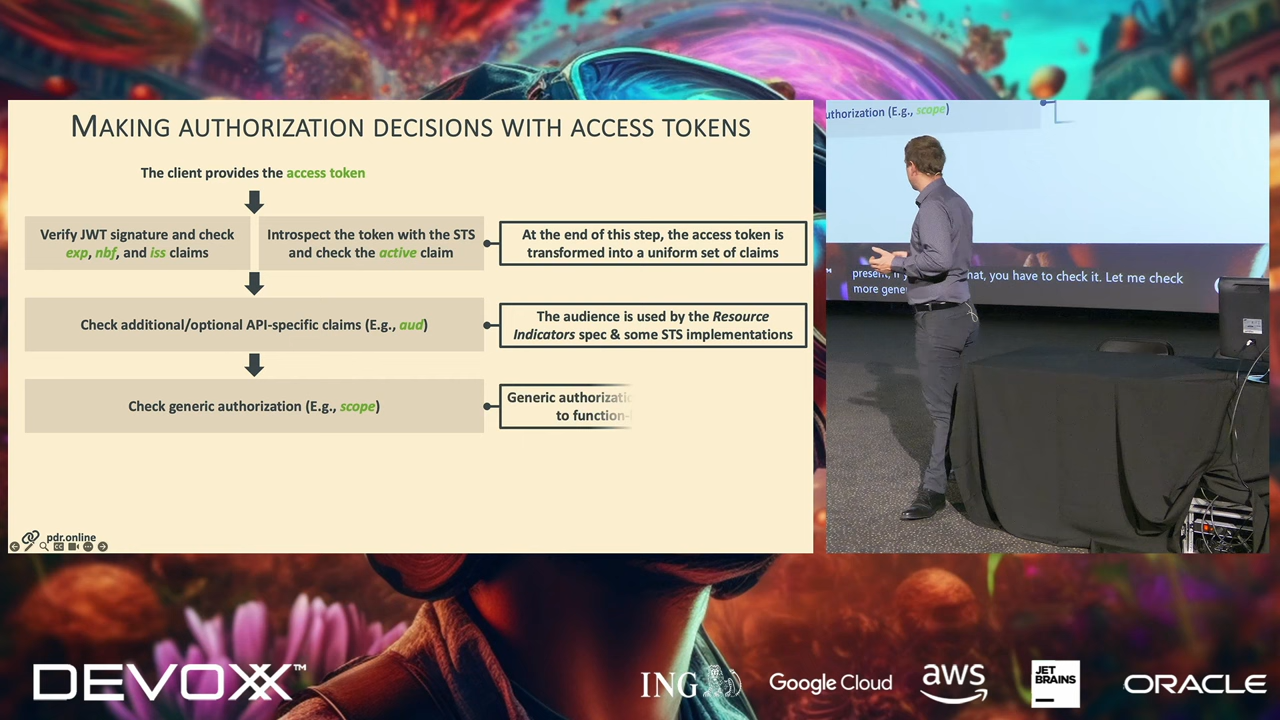 MAKING AUTHORIZATION DECISIONS WITH ACCESS TOKENS
The client provides the access token
Verify JWT signature and check
exp, nbf, and iss claims
Introspect the token with the STS
and check the active claim
At the end of this step, the access token is
transformed into a uniform set of claims
Check additional/optional API-specific claims (E.g., aud)
The audience is used by the Resource
Indicators spec & some STS implementations
Check generic authorization (E.g., scope)
Generic
to function-
pdr.online
(E.g., scope)
you have to check it. Let me check
more
DEVOXX™
ING
Google Cloud
aws
JET
BRAINS
ORACLE